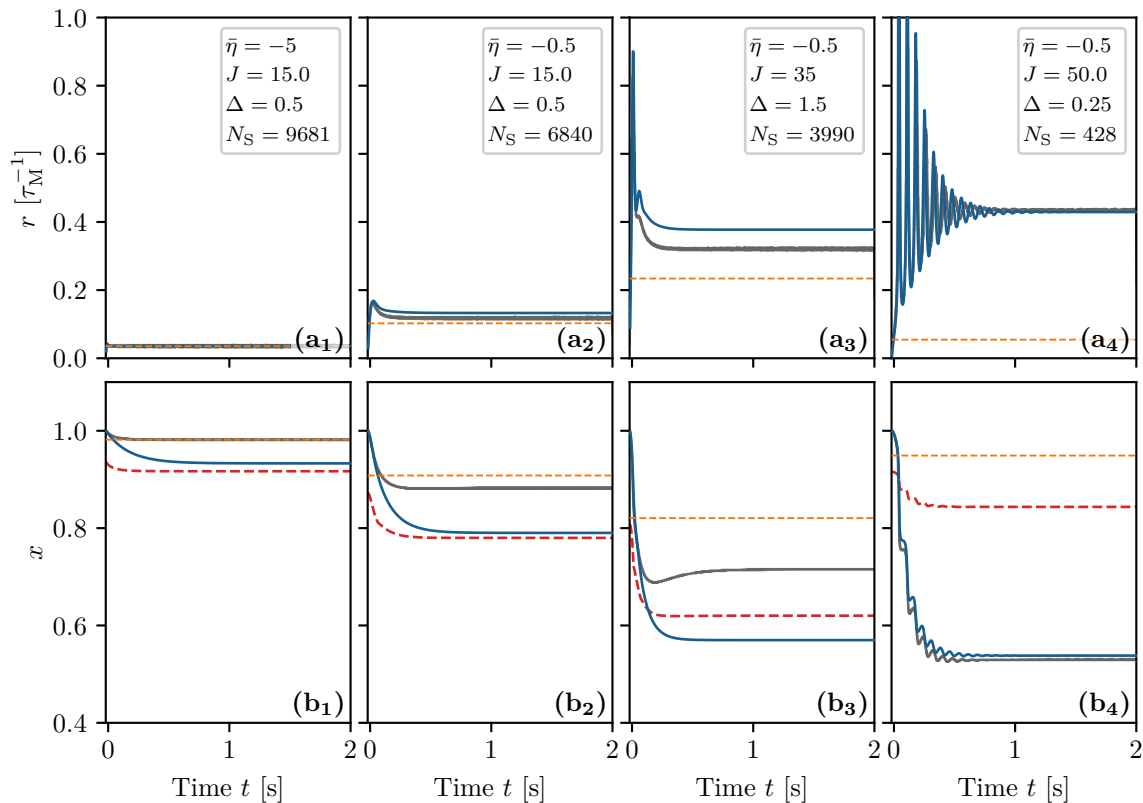 1.0
0.8
0.6
0.4
0.2
0.0
r [τ_M^{-1}]
η̄ = −5
J = 15.0
Δ = 0.5
N_S = 9681
(a₁)
η̄ = −0.5
J = 15.0
Δ = 0.5
N_S = 6840
(a₂)
η̄ = −0.5
J = 35
Δ = 1.5
N_S = 3990
(a₃)
η̄ = −0.5
J = 50.0
Δ = 0.25
N_S = 428
(a₄)
1.0
0.8
0.6
0.4
x
(b₁)
(b₂)
(b₃)
(b₄)
0 1 2
0 1 2
0 1 2
0 1 2
Time t [s]
Time t [s]
Time t [s]
Time t [s]